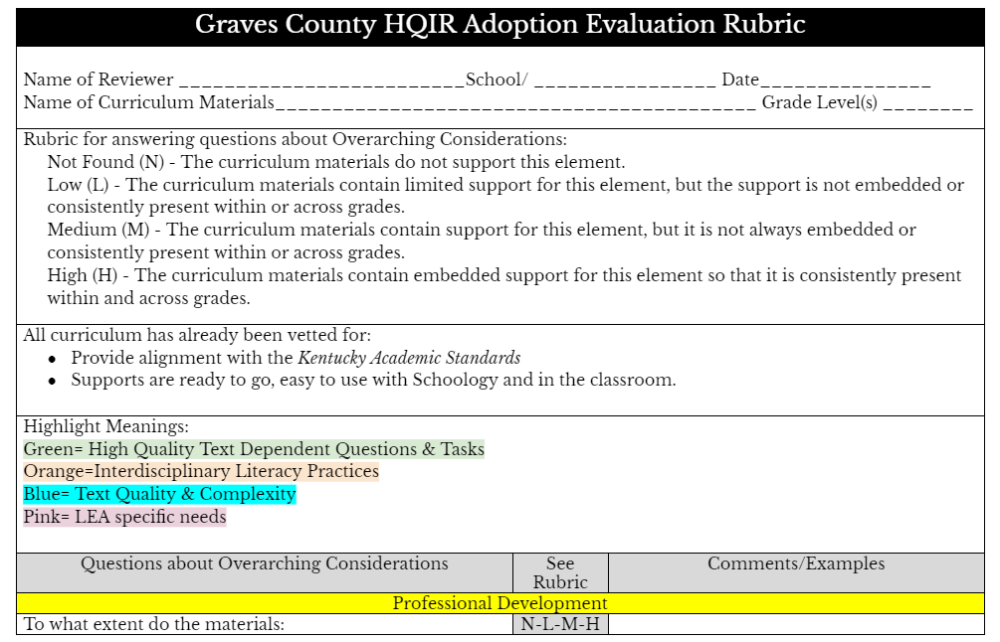 Graves County HQIR Adoption Evaluation Rubric
Name of Reviewer _________________________School/ ________________ Date_______________
Name of Curriculum Materials__________________________________________ Grade Level(s) ________
Rubric for answering questions about Overarching Considerations:
Not Found (N) - The curriculum materials do not support this element.
Low (L) - The curriculum materials contain limited support for this element, but the support is not embedded or
consistently present within or across grades.
Medium (M) - The curriculum materials contain support for this element, but it is not always embedded or
consistently present within or across grades.
High (H) - The curriculum materials contain embedded support for this element so that it is consistently present
within and across grades.
All curriculum has already been vetted for:
● Provide alignment with the Kentucky Academic Standards
● Supports are ready to go, easy to use with Schoology and in the classroom.
Highlight Meanings:
Green= High Quality Text Dependent Questions & Tasks
Orange=Interdisciplinary Literacy Practices
Blue= Text Quality & Complexity
Pink= LEA specific needs
Questions about Overarching Considerations
See
Rubric
Comments/Examples
Professional Development
To what extent do the materials:
N-L-M-H